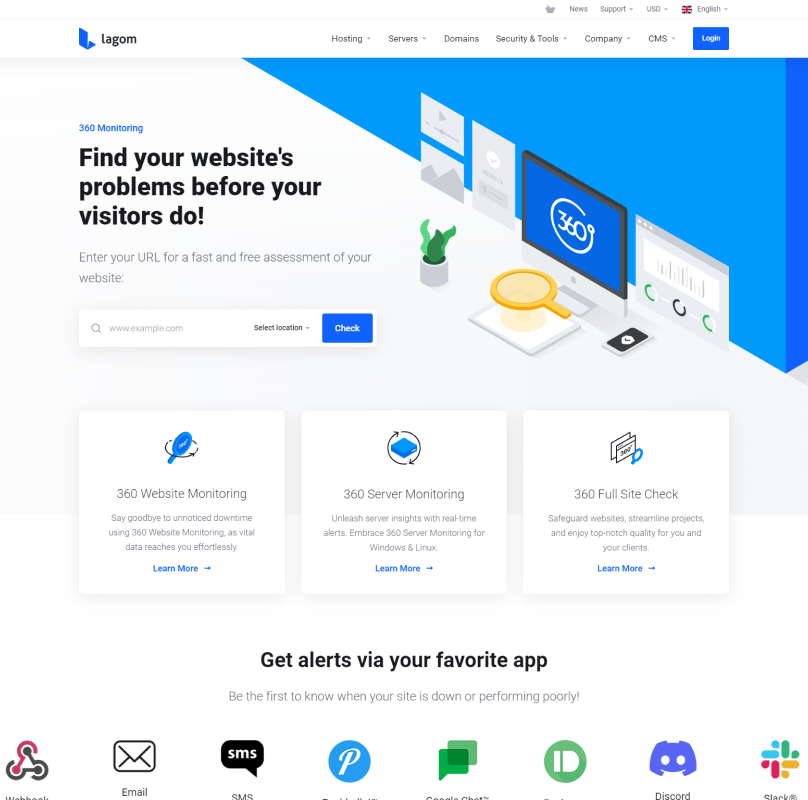 News Support USD English
lagom Hosting Servers Domains Security & Tools Company CMS Login
360 Monitoring
Find your website's
problems before your
visitors do!
Enter your URL for a fast and free assessment of your
website:
www.example.com Select location Check
360
360 Website Monitoring
Say goodbye to unnoticed downtime
using 360 Website Monitoring, as vital
data reaches you effortlessly.
Learn More →
360 Server Monitoring
Unleash server insights with real-time
alerts. Embrace 360 Server Monitoring for
Windows & Linux.
Learn More →
360 Full Site Check
Safeguard websites, streamline projects,
and enjoy top-notch quality for you and
your clients.
Learn More →
Get alerts via your favorite app
Be the first to know when your site is down or performing poorly!
sms
Webhook Email SMS Google Chat™ Discord Slack®